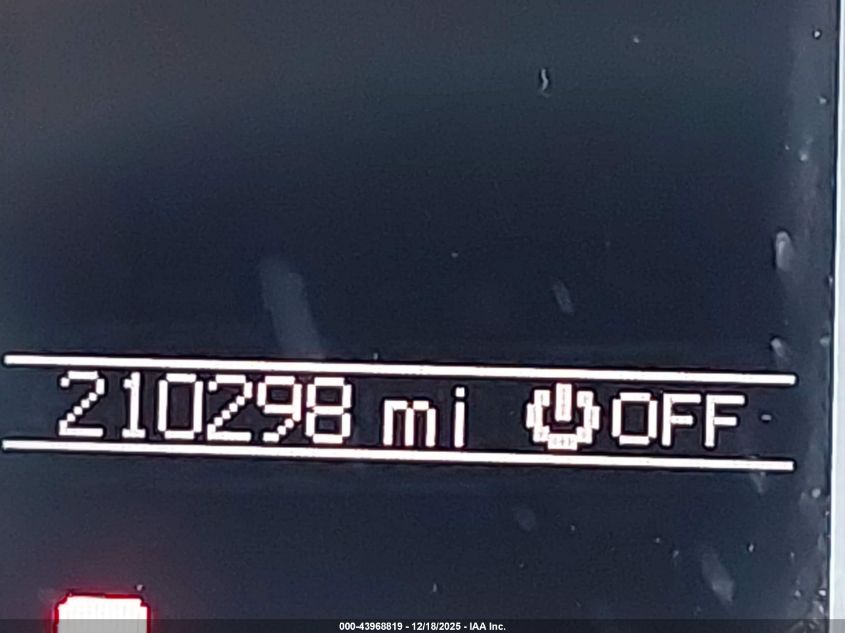 210298 mi ⏻OFF
000-43968819 - 12/18/2025 - IAA Inc.